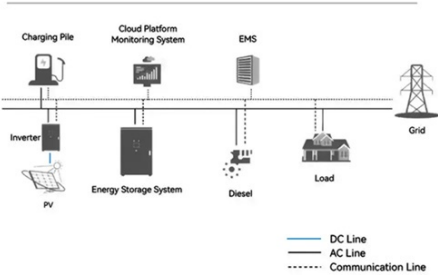 Charging Pile
Cloud Platform
Monitoring System
EMS
Grid
Inverter
PV
Energy Storage System
Diesel
Load
DC Line
AC Line
Communication Line